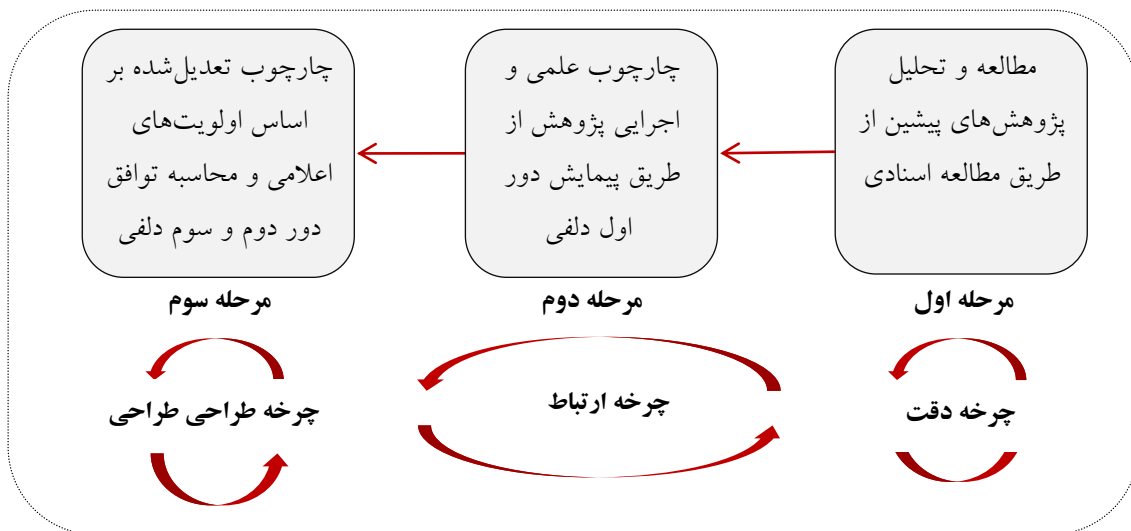 مطالعه و تحلیل
پژوهش‌های پیشین از
طریق مطالعه اسنادی
چارچوب علمی و
اجرایی پژوهش از
طریق پیمایش دور
اول دلفی
چارچوب تعدیل‌شده بر
اساس اولویت‌های
اعلامی و محاسبه توافق
دور دوم و سوم دلفی
مرحله اول
مرحله دوم
مرحله سوم
چرخه دقت
چرخه ارتباط
چرخه طراحی طراحی